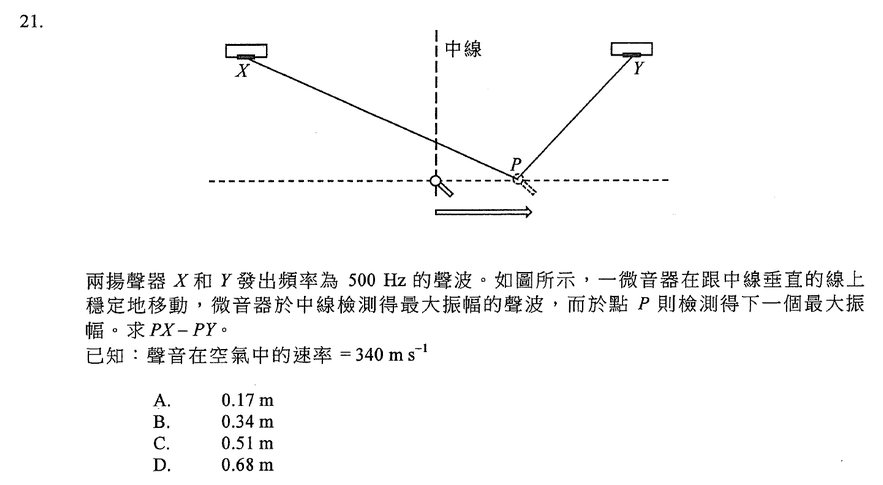 21.
中線
X
Y
P
兩揚聲器 X 和 Y 發出頻率為 500 Hz 的聲波。如圖所示，一微音器在跟中線垂直的線上
穩定地移動，微音器於中線檢測得最大振幅的聲波，而於點 P 則檢測得下一個最大振
幅。求 PX – PY。
已知：聲音在空氣中的速率 = 340 m s⁻¹
A. 0.17 m
B. 0.34 m
C. 0.51 m
D. 0.68 m